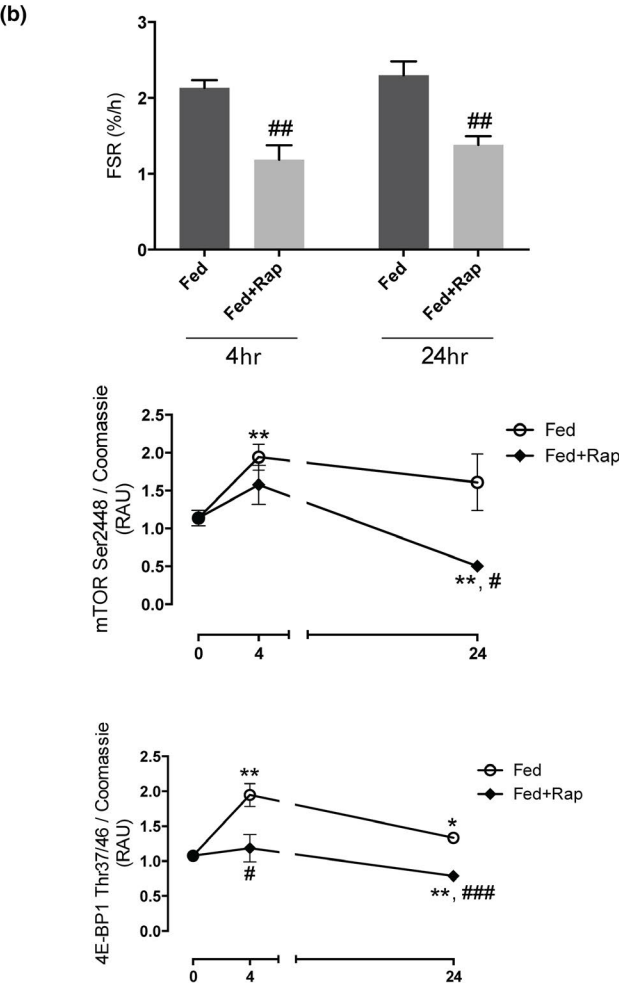 (b)
FSR (%/h)
3
2
1
0
##
##
Fed
Fed+Rap
Fed
Fed+Rap
4hr
24hr
mTOR Ser2448 / Coomassie
(RAU)
2.5
2.0
1.5
1.0
0.5
0.0
**
**, #
Fed
Fed+Rap
0
4
24
4E-BP1 Thr37/46 / Coomassie
(RAU)
2.5
2.0
1.5
1.0
0.5
0.0
**
#
*
**, ###
Fed
Fed+Rap
0
4
24